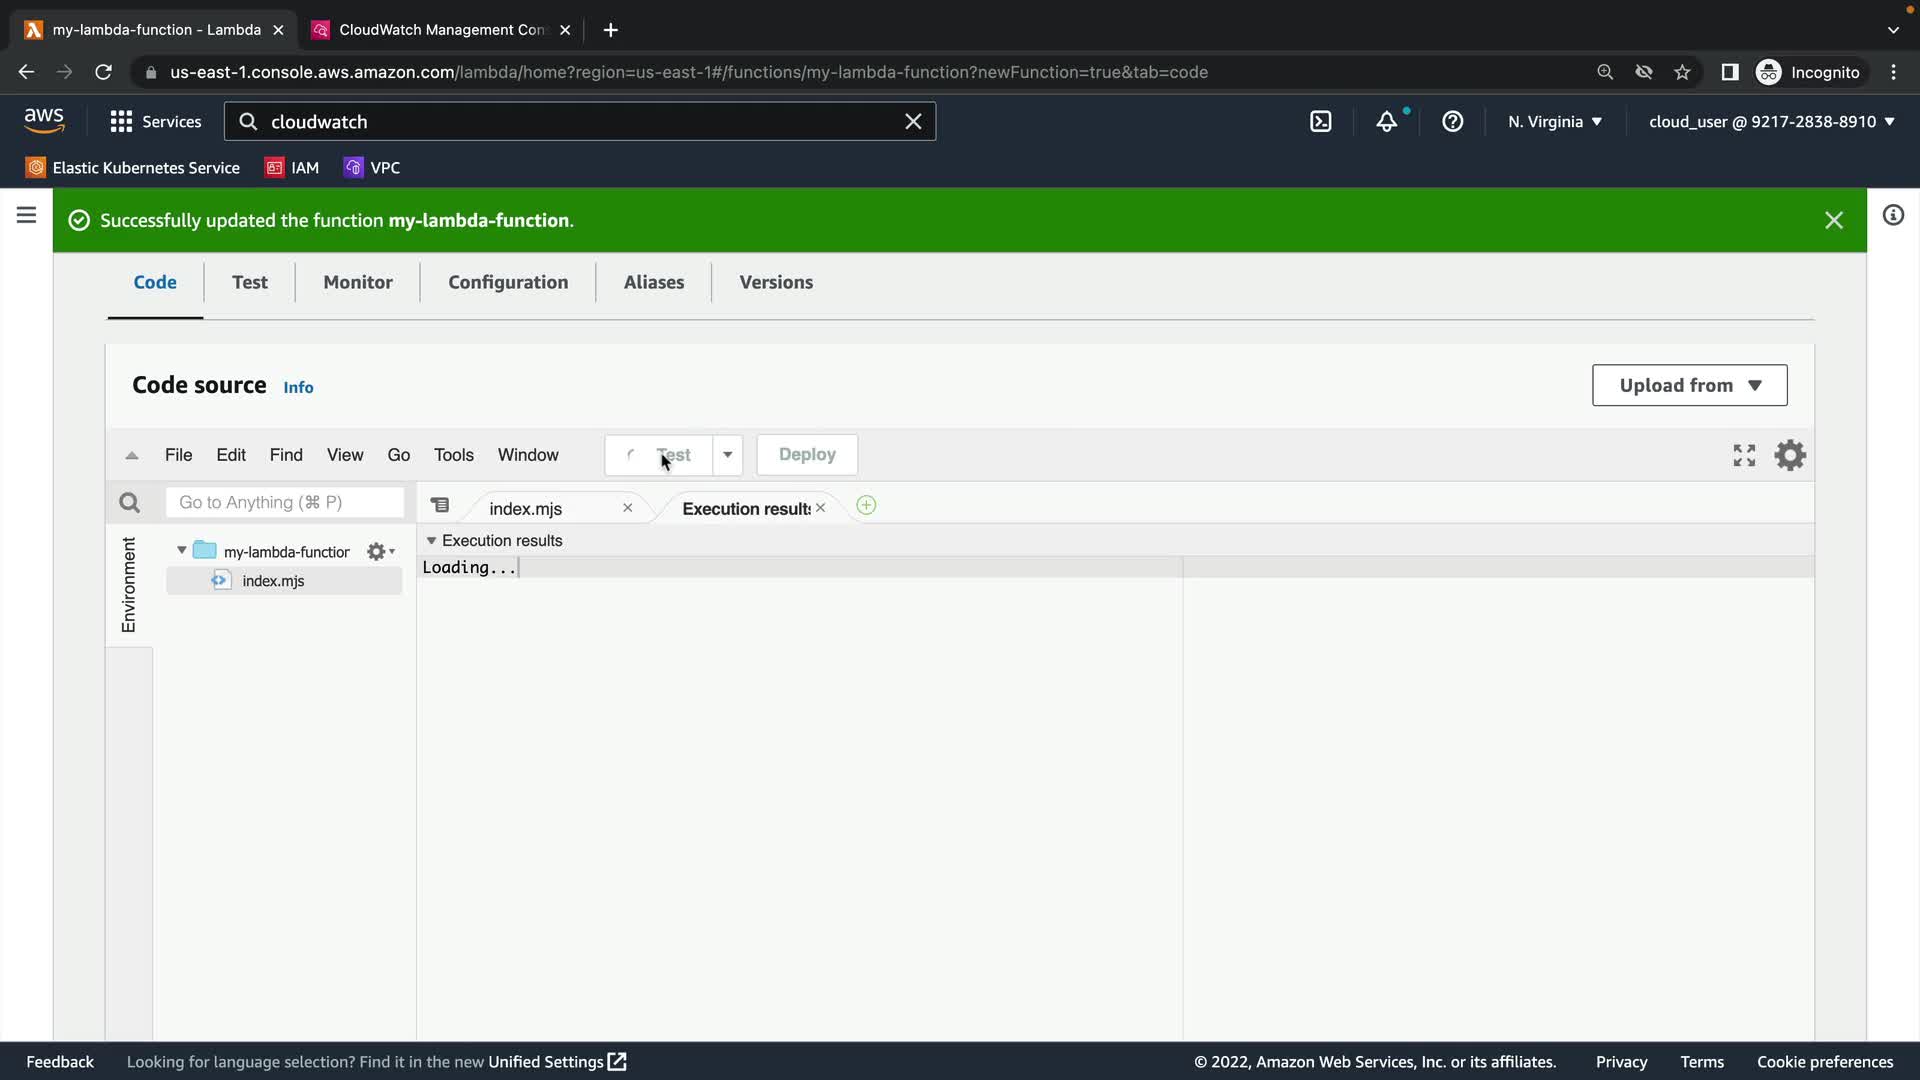 my-lambda-function - Lambda
CloudWatch Management Con
us-east-1.console.aws.amazon.com/lambda/home?region=us-east-1#/functions/my-lambda-function?newFunction=true&tab=code
Incognito
aws
Services
cloudwatch
N. Virginia
cloud_user @ 9217-2838-8910
Elastic Kubernetes Service
IAM
VPC
Successfully updated the function my-lambda-function.
Code
Test
Monitor
Configuration
Aliases
Versions
Code source
Info
Upload from
File
Edit
Find
View
Go
Tools
Window
Test
Deploy
Go to Anything (⌘ P)
index.mjs
Execution results
Execution results
Environment
my-lambda-function
index.mjs
Loading...
Feedback
Looking for language selection? Find it in the new Unified Settings
© 2022, Amazon Web Services, Inc. or its affiliates.
Privacy
Terms
Cookie preferences